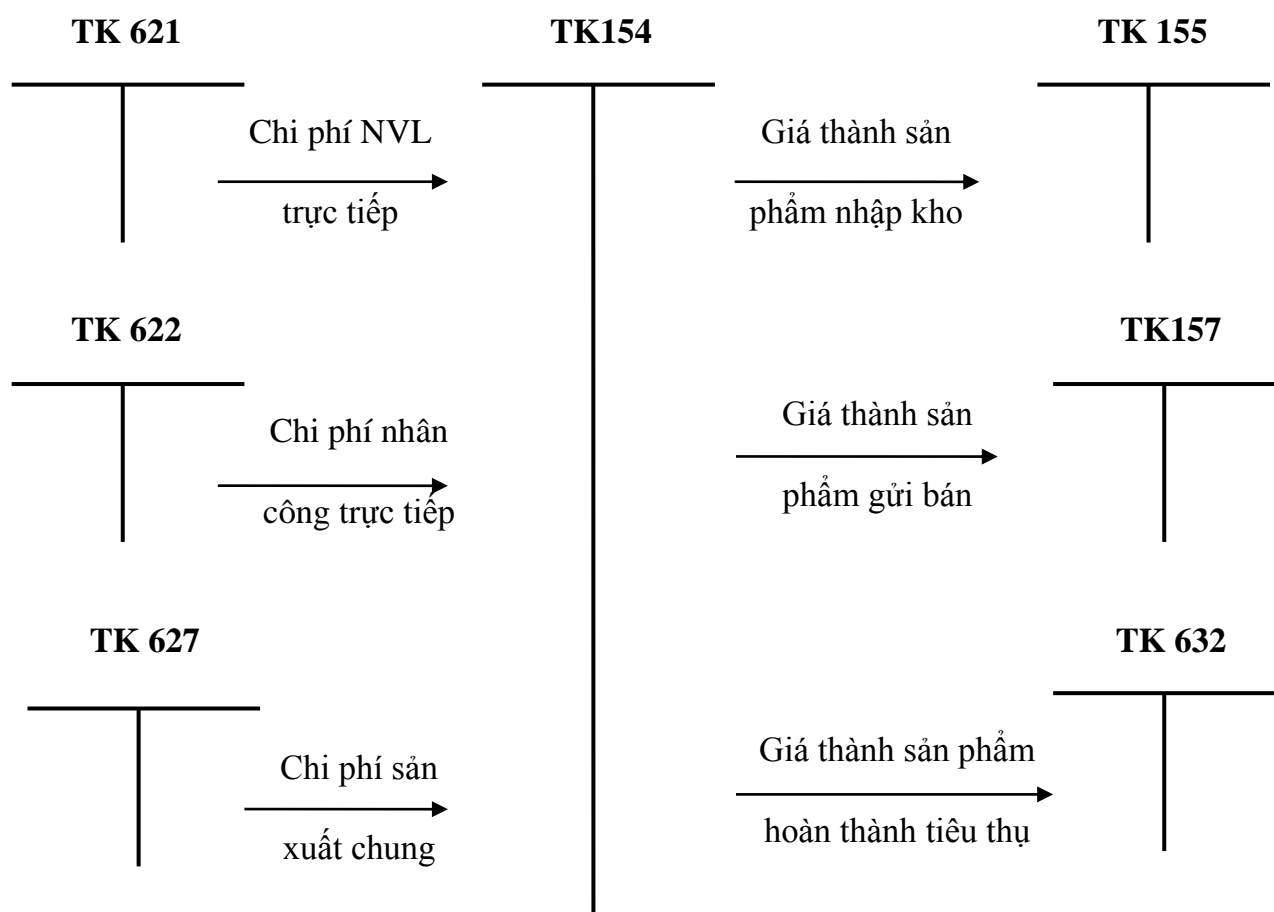 TK 621
TK154
TK 155
Chi phí NVL
trực tiếp
Giá thành sản
phẩm nhập kho
TK 622
TK157
Chi phí nhân
công trực tiếp
Giá thành sản
phẩm gửi bán
TK 627
TK 632
Chi phí sản
xuất chung
Giá thành sản phẩm
hoàn thành tiêu thụ